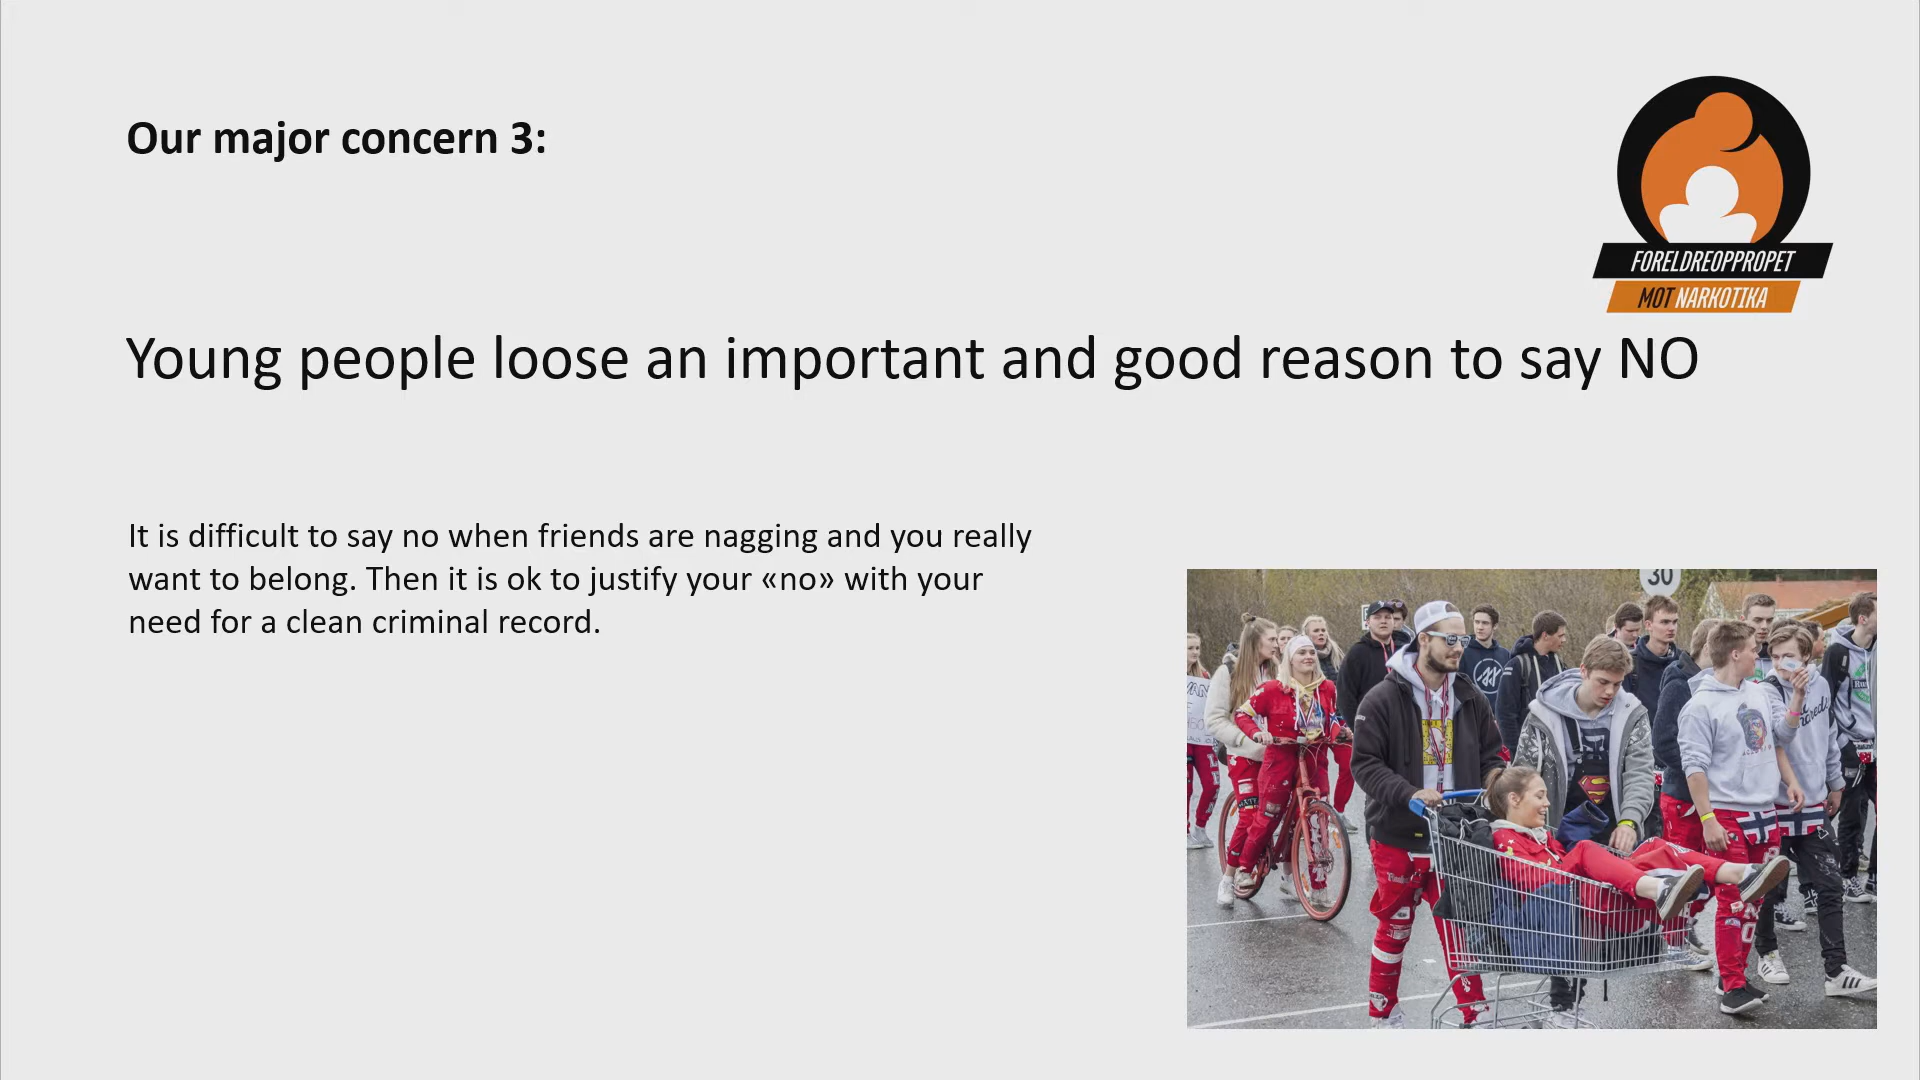 Our major concern 3:
FORELDREOPPROPET
MOT NARKOTIKA
Young people loose an important and good reason to say NO
It is difficult to say no when friends are nagging and you really
want to belong. Then it is ok to justify your «no» with your
need for a clean criminal record.
30